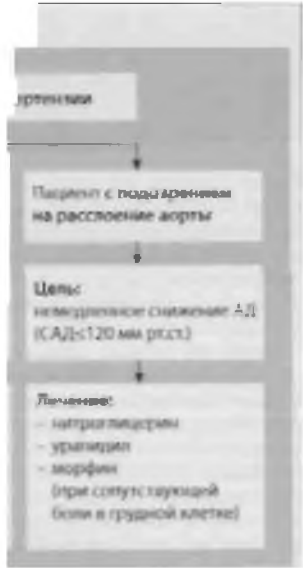 ертензии
Пациент с подозрением
на расслоение аорты
Цель:
немедленное снижение АД
(САД<120 мм рт.ст.)
Лечение:
– нитроглицерин
– урапидил
– морфин
(при сопутствующей
боли в грудной клетке)